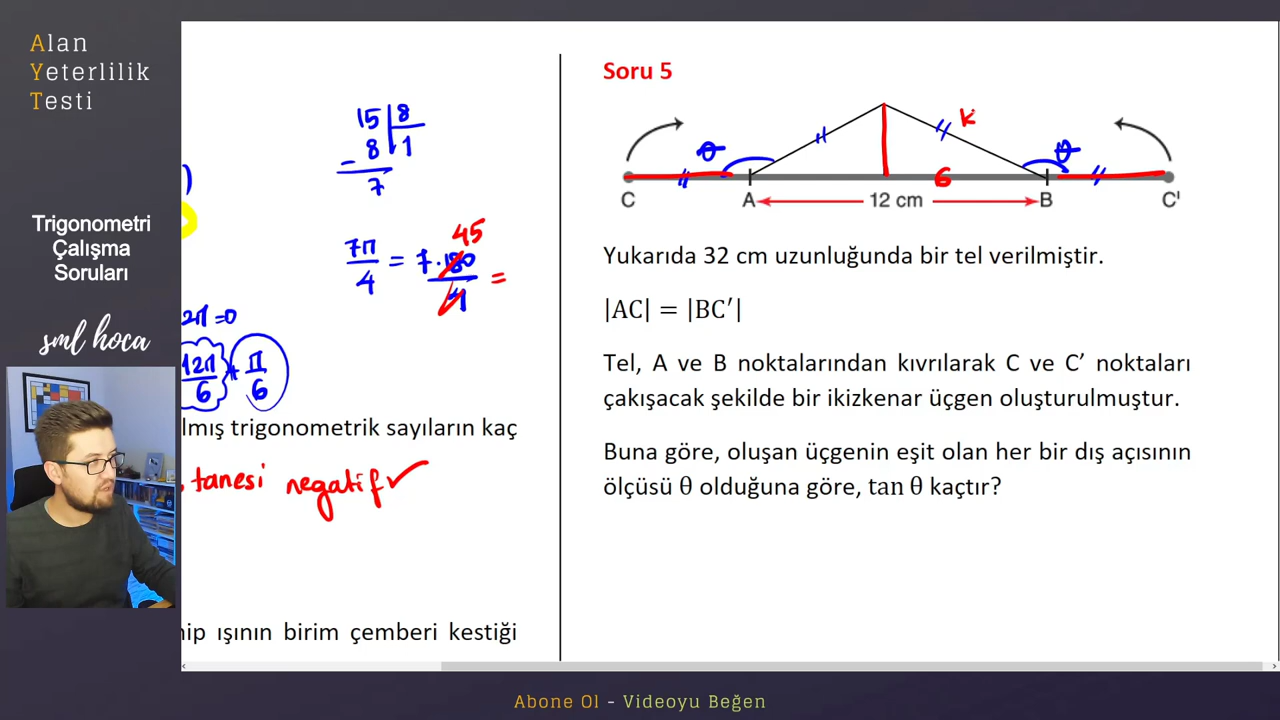 Alan
Yeterlilik
Testi
Trigonometri
Çalışma
Soruları
sml hoca
15 8
- 8 1
7
45
7π/4 = 7·180/4 =
2π=0
12π/6 + π/6
lmış trigonometrik sayıların kaç
tanesi negatif ✓
ip ışının birim çemberi kestiği
Soru 5
K
θ θ
6
C A 12 cm B C'
Yukarıda 32 cm uzunluğunda bir tel verilmiştir.
|AC| = |BC′|
Tel, A ve B noktalarından kıvrılarak C ve C’ noktaları
çakışacak şekilde bir ikizkenar üçgen oluşturulmuştur.
Buna göre, oluşan üçgenin eşit olan her bir dış açısının
ölçüsü θ olduğuna göre, tan θ kaçtır?
Abone Ol - Videoyu Beğen